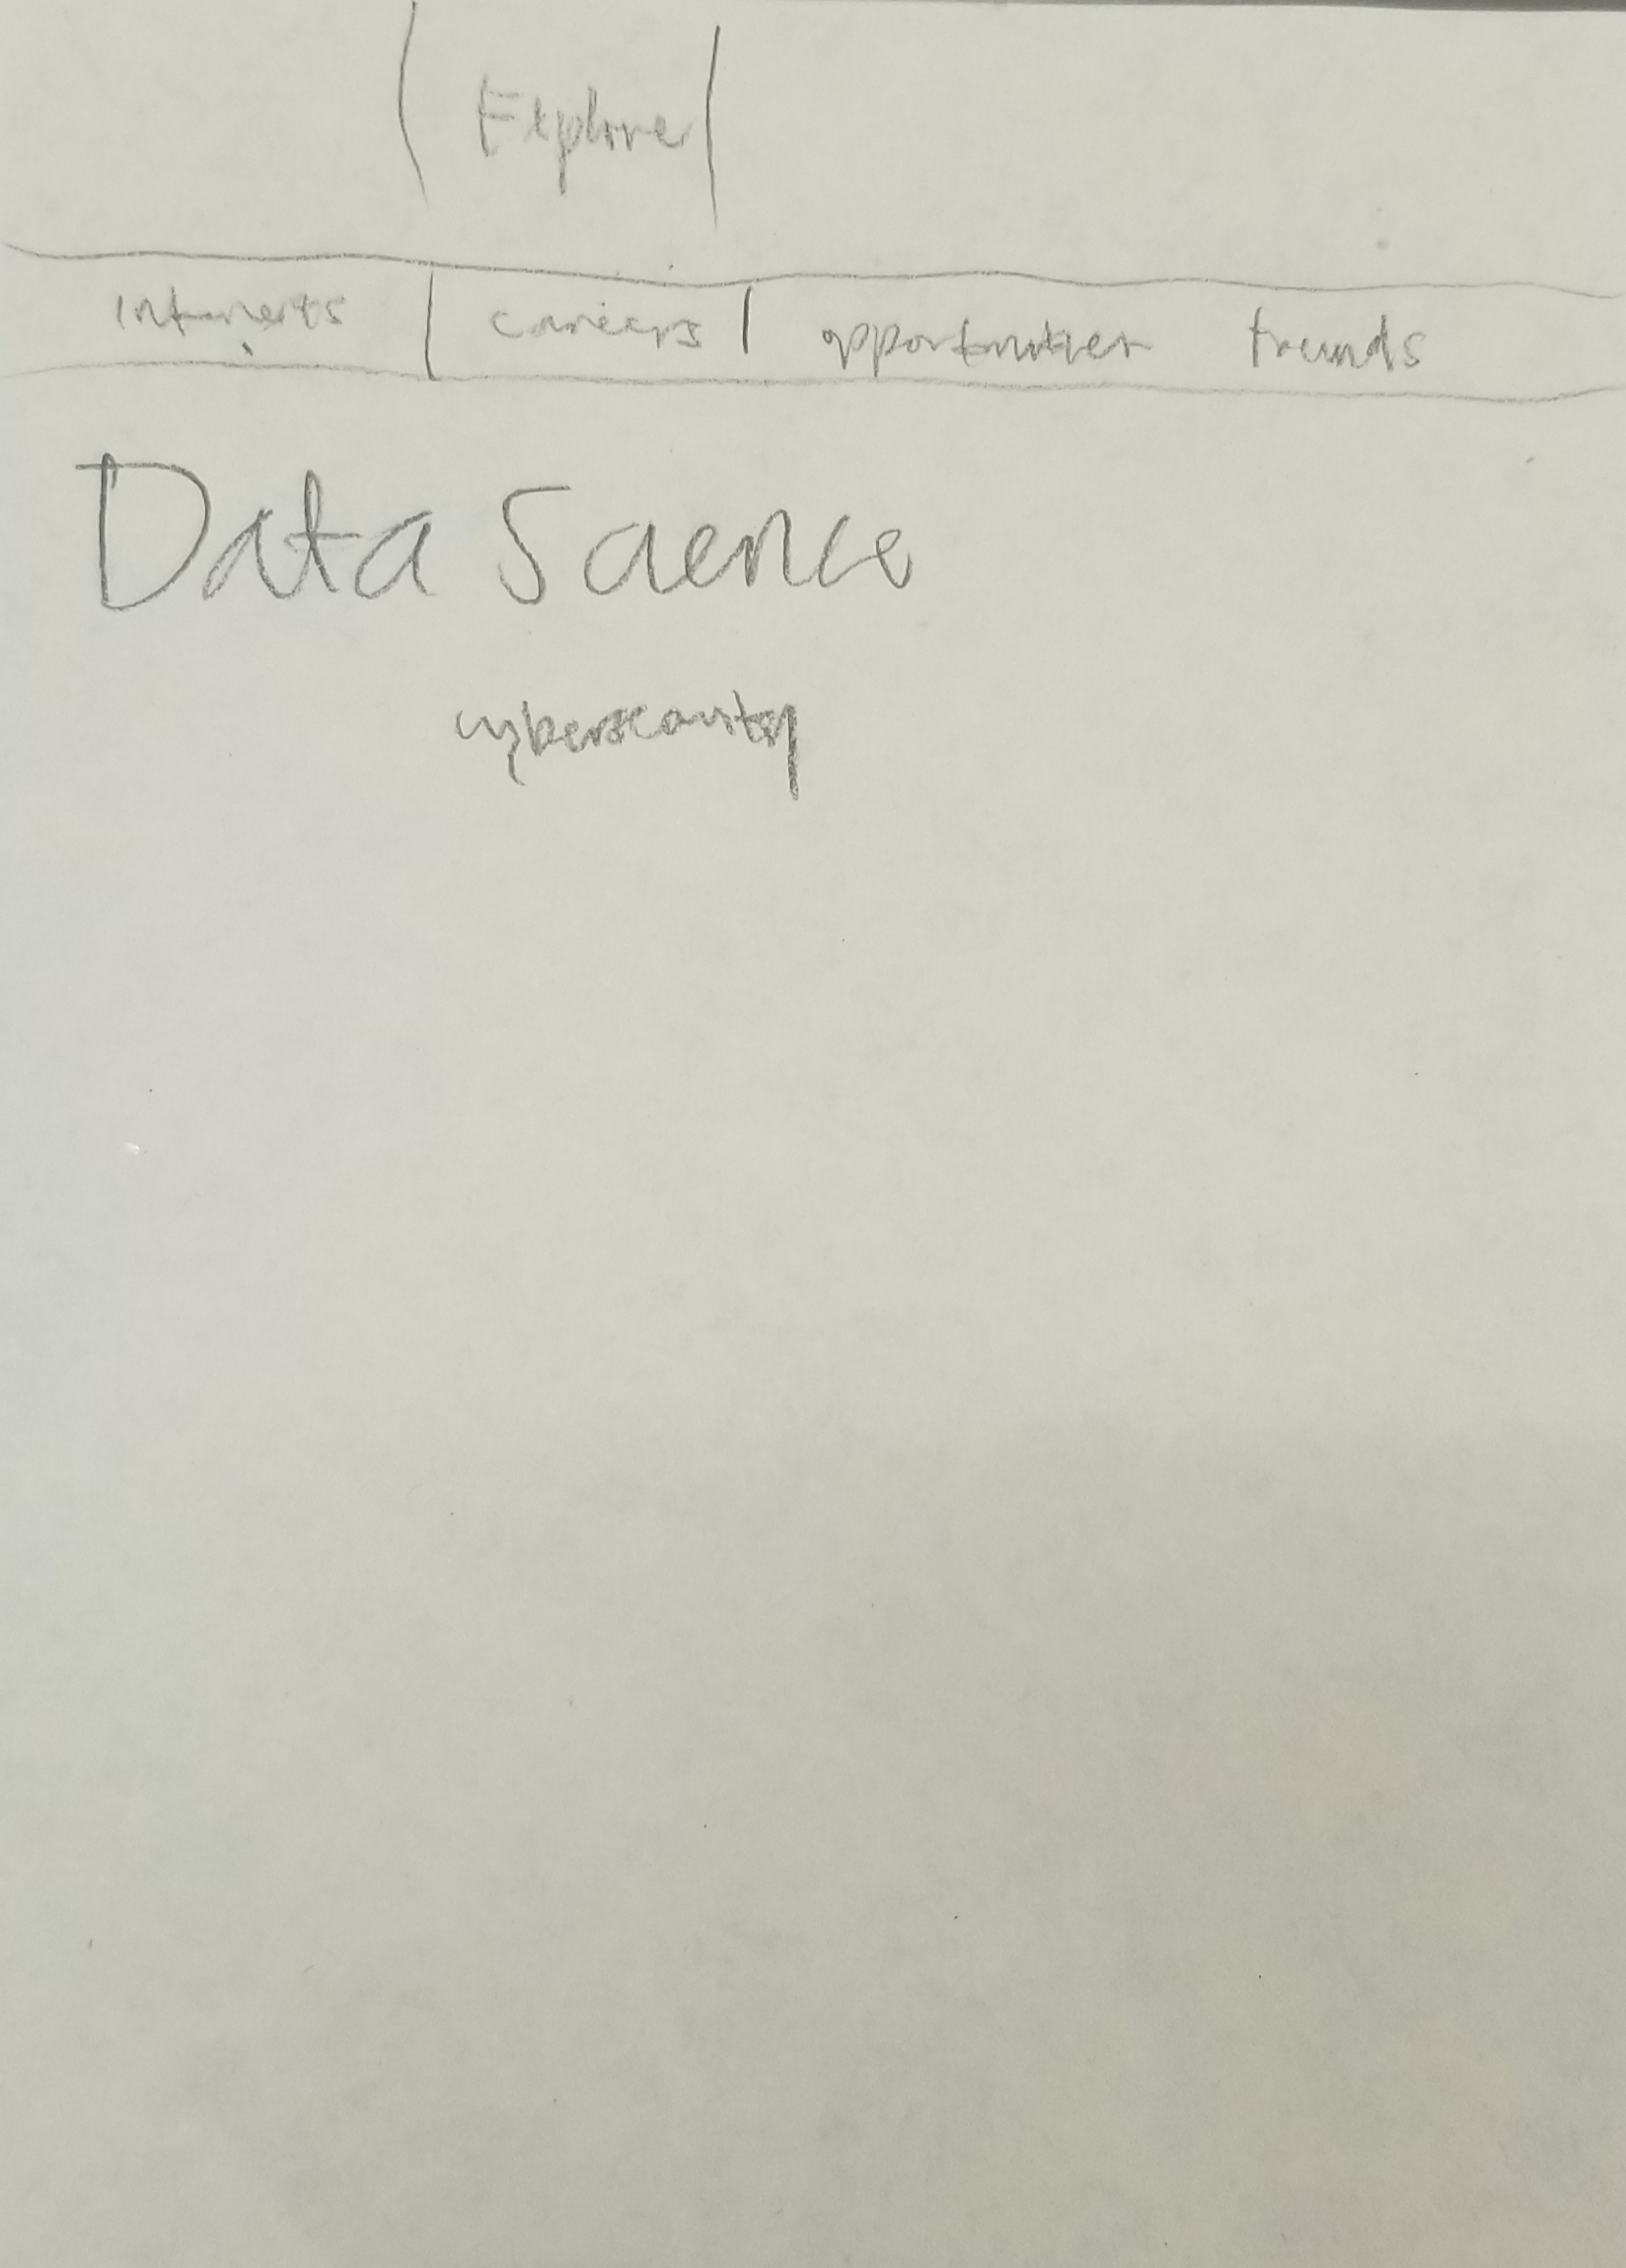 Explore
Interests careers opportunities trends
Data Science
cybersecurity